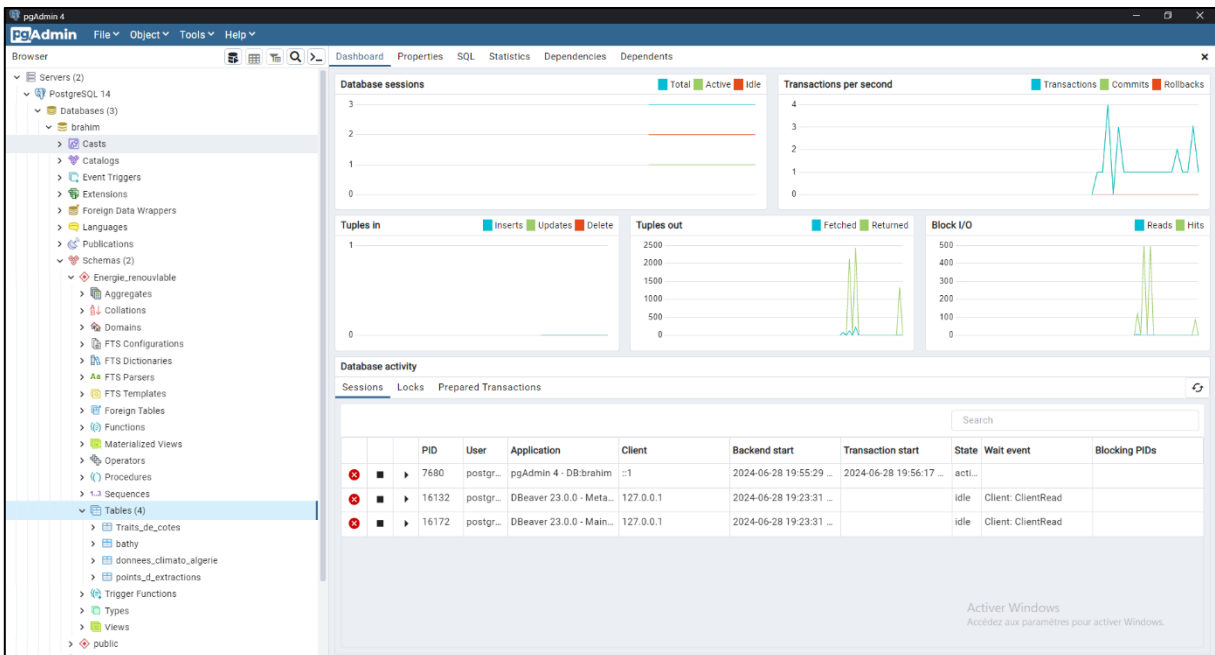 pgAdmin 4
pgAdmin File Object Tools Help
Browser
Servers (2)
PostgreSQL 14
Databases (3)
brahim
Casts
Catalogs
Event Triggers
Extensions
Foreign Data Wrappers
Languages
Publications
Schemas (2)
Energie_renouvlable
Aggregates
Collations
Domains
FTS Configurations
FTS Dictionaries
Aa FTS Parsers
FTS Templates
Foreign Tables
Functions
Materialized Views
Operators
Procedures
1..3 Sequences
Tables (4)
Traits_de_cotes
bathy
donnees_climato_algerie
points_d_extractions
Trigger Functions
Types
Views
public
Dashboard Properties SQL Statistics Dependencies Dependents
Database sessions Total Active Idle
3
2
1
0
Transactions per second Transactions Commits Rollbacks
4
3
2
1
0
Tuples in Inserts Updates Delete
1
0
Tuples out Fetched Returned
2500
2000
1500
1000
500
0
Block I/O Reads Hits
500
400
300
200
100
0
Database activity
Sessions Locks Prepared Transactions
Search
PID User Application Client Backend start Transaction start State Wait event Blocking PIDs
7680 postgr... pgAdmin 4 - DB:brahim ::1 2024-06-28 19:55:29 ... 2024-06-28 19:56:17 ... acti...
16132 postgr... DBeaver 23.0.0 - Meta... 127.0.0.1 2024-06-28 19:23:31 ... idle Client: ClientRead
16172 postgr... DBeaver 23.0.0 - Main... 127.0.0.1 2024-06-28 19:23:31 ... idle Client: ClientRead
Activer Windows
Accédez aux paramètres pour activer Windows.